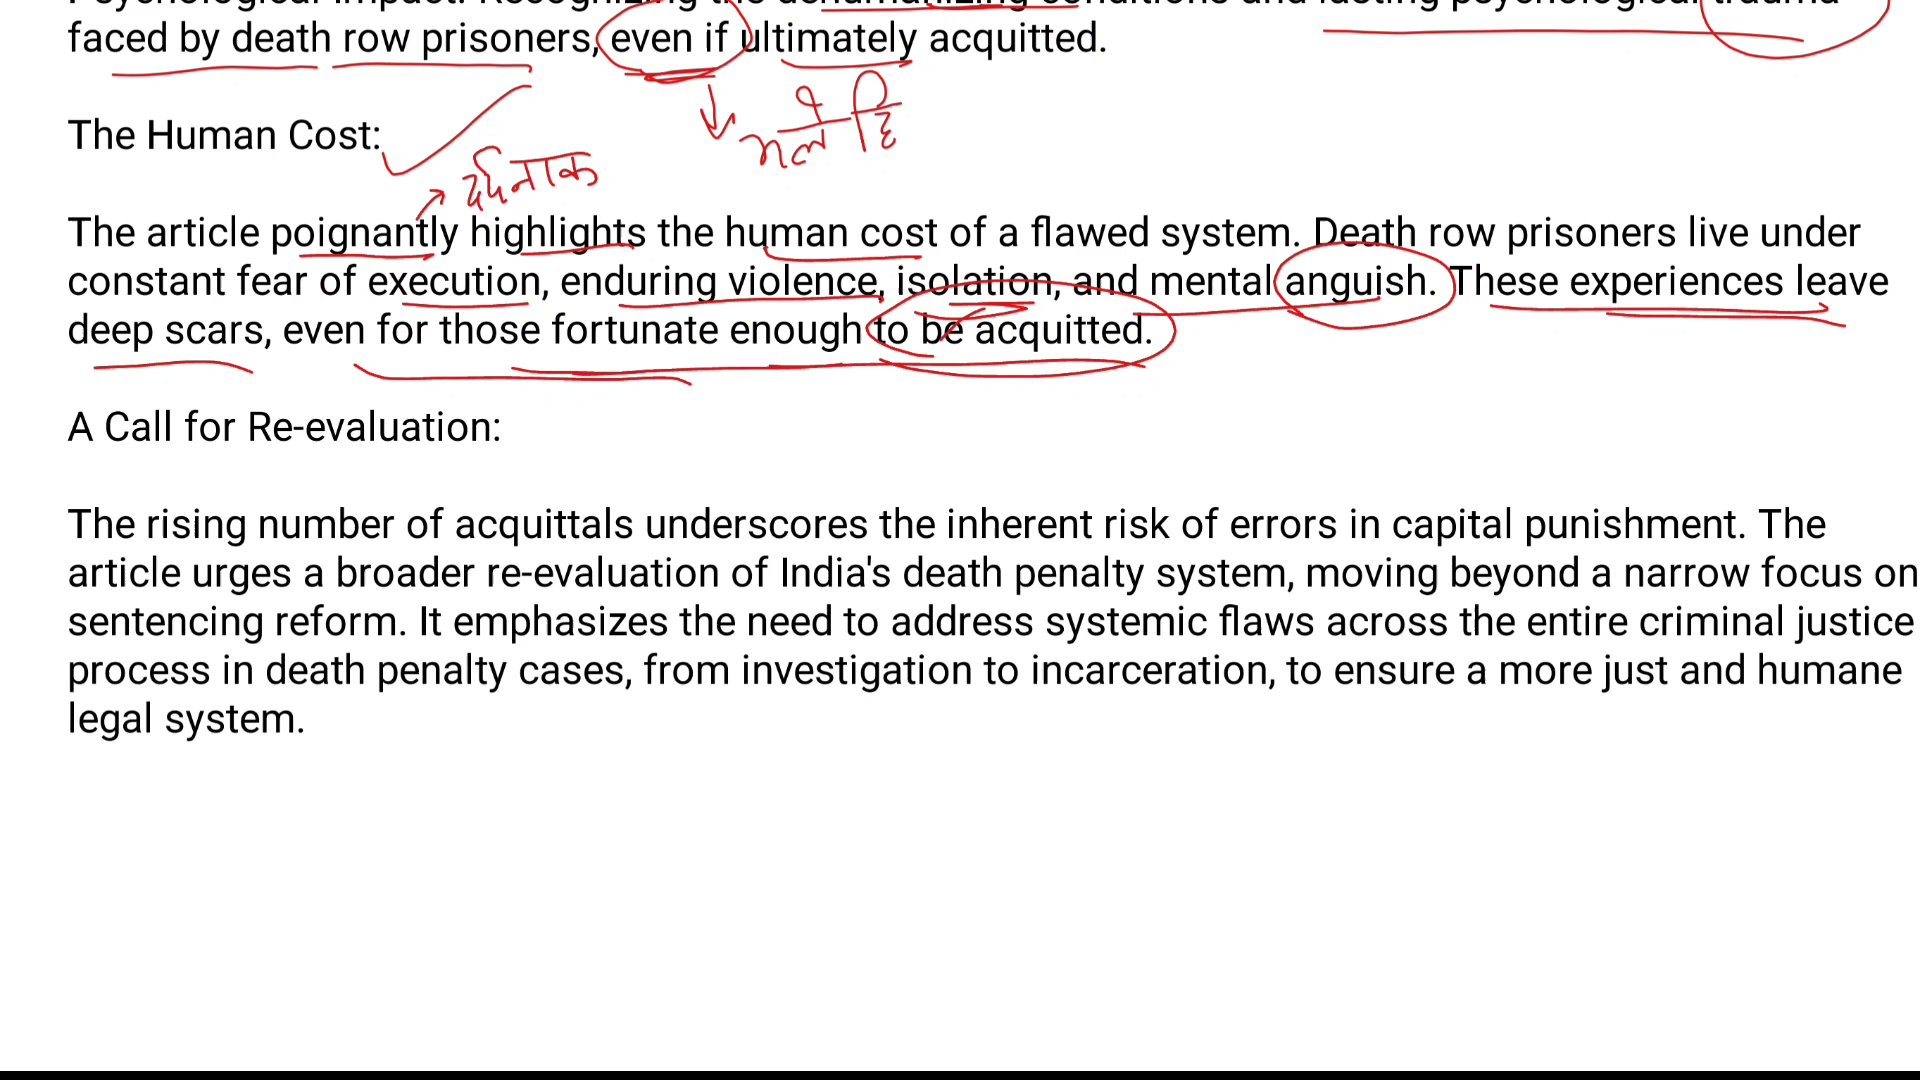 faced by death row prisoners, even if ultimately acquitted.
The Human Cost:
दर्दनाक
The article poignantly highlights the human cost of a flawed system. Death row prisoners live under
constant fear of execution, enduring violence, isolation, and mental anguish. These experiences leave
deep scars, even for those fortunate enough to be acquitted.
A Call for Re-evaluation:
The rising number of acquittals underscores the inherent risk of errors in capital punishment. The
article urges a broader re-evaluation of India's death penalty system, moving beyond a narrow focus on
sentencing reform. It emphasizes the need to address systemic flaws across the entire criminal justice
process in death penalty cases, from investigation to incarceration, to ensure a more just and humane
legal system.